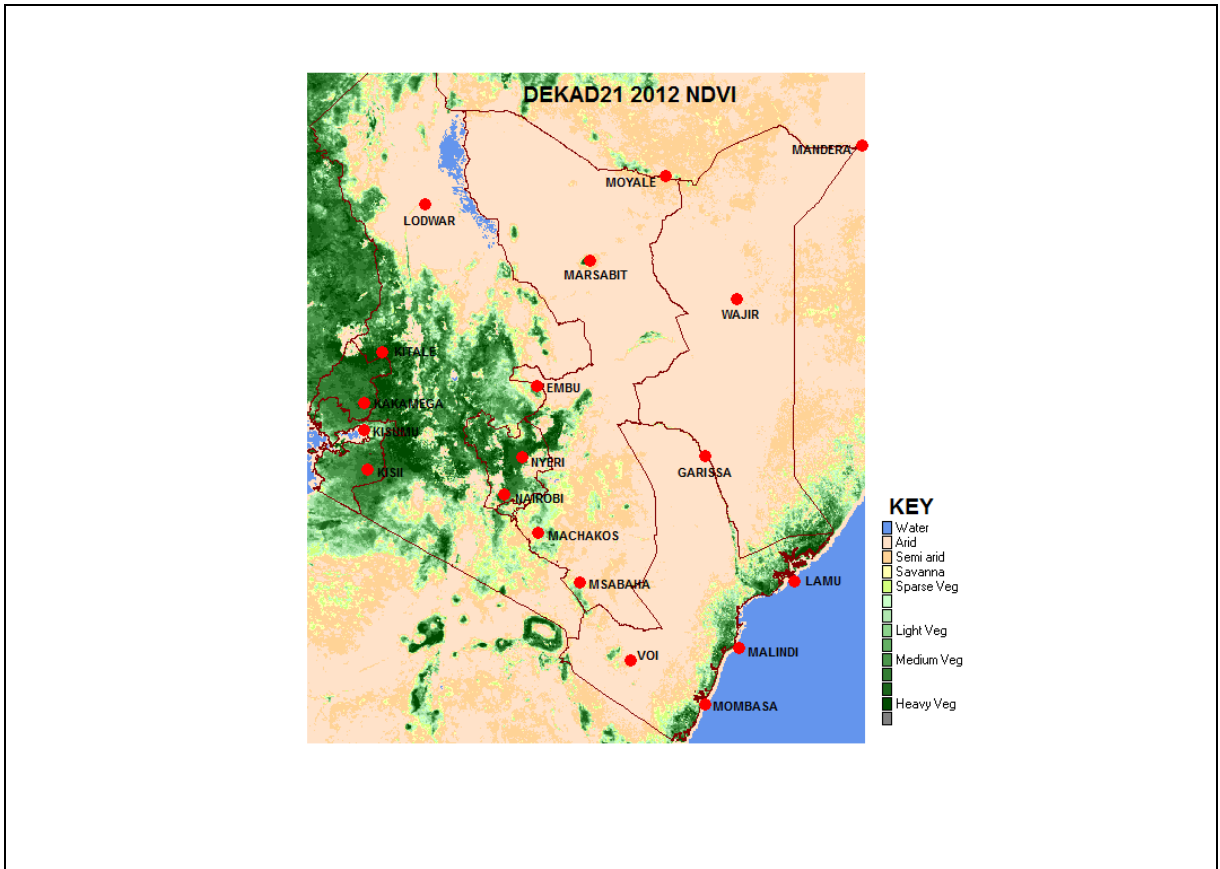 DEKAD21 2012 NDVI
MANDERA
MOYALE
LODWAR
MARSABIT
WAJIR
KITALE
EMBU
KAKAMEGA
KISUMU
NYERI
KISII
GARISSA
NAIROBI
MACHAKOS
MSABAHA
LAMU
VOI
MALINDI
MOMBASA
KEY
Water
Arid
Semi arid
Savanna
Sparse Veg
Light Veg
Medium Veg
Heavy Veg